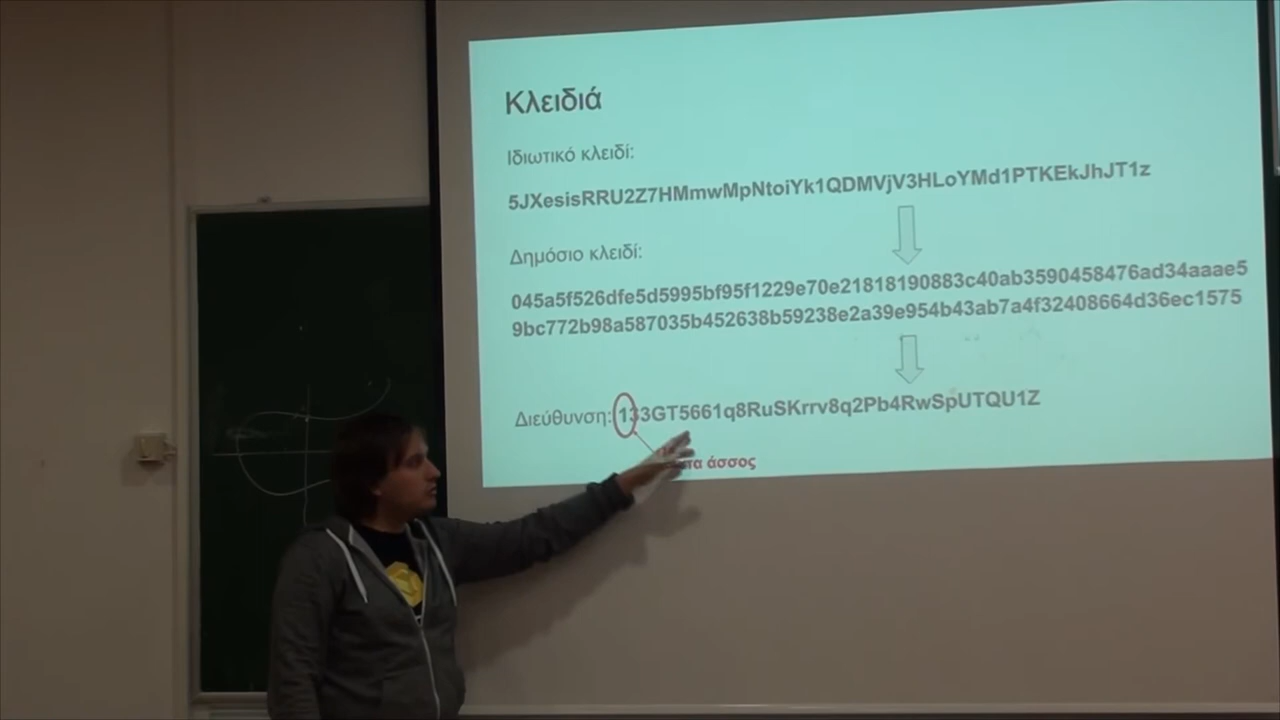 Κλειδιά
Ιδιωτικό κλειδί:
5JXesisRRU2Z7HMmwMpNtoiYk1QDMVjV3HLoYMd1PTKEkJhJT1z
Δημόσιο κλειδί:
045a5f526dfe5d5995bf95f1229e70e21818190883c40ab3590458476ad34aaae5
9bc772b98a587035b452638b59238e2a39e954b43ab7a4f32408664d36ec1575
Διεύθυνση: 133GT5661q8RuSKrrv8q2Pb4RwSpUTQU1Z
άσσος